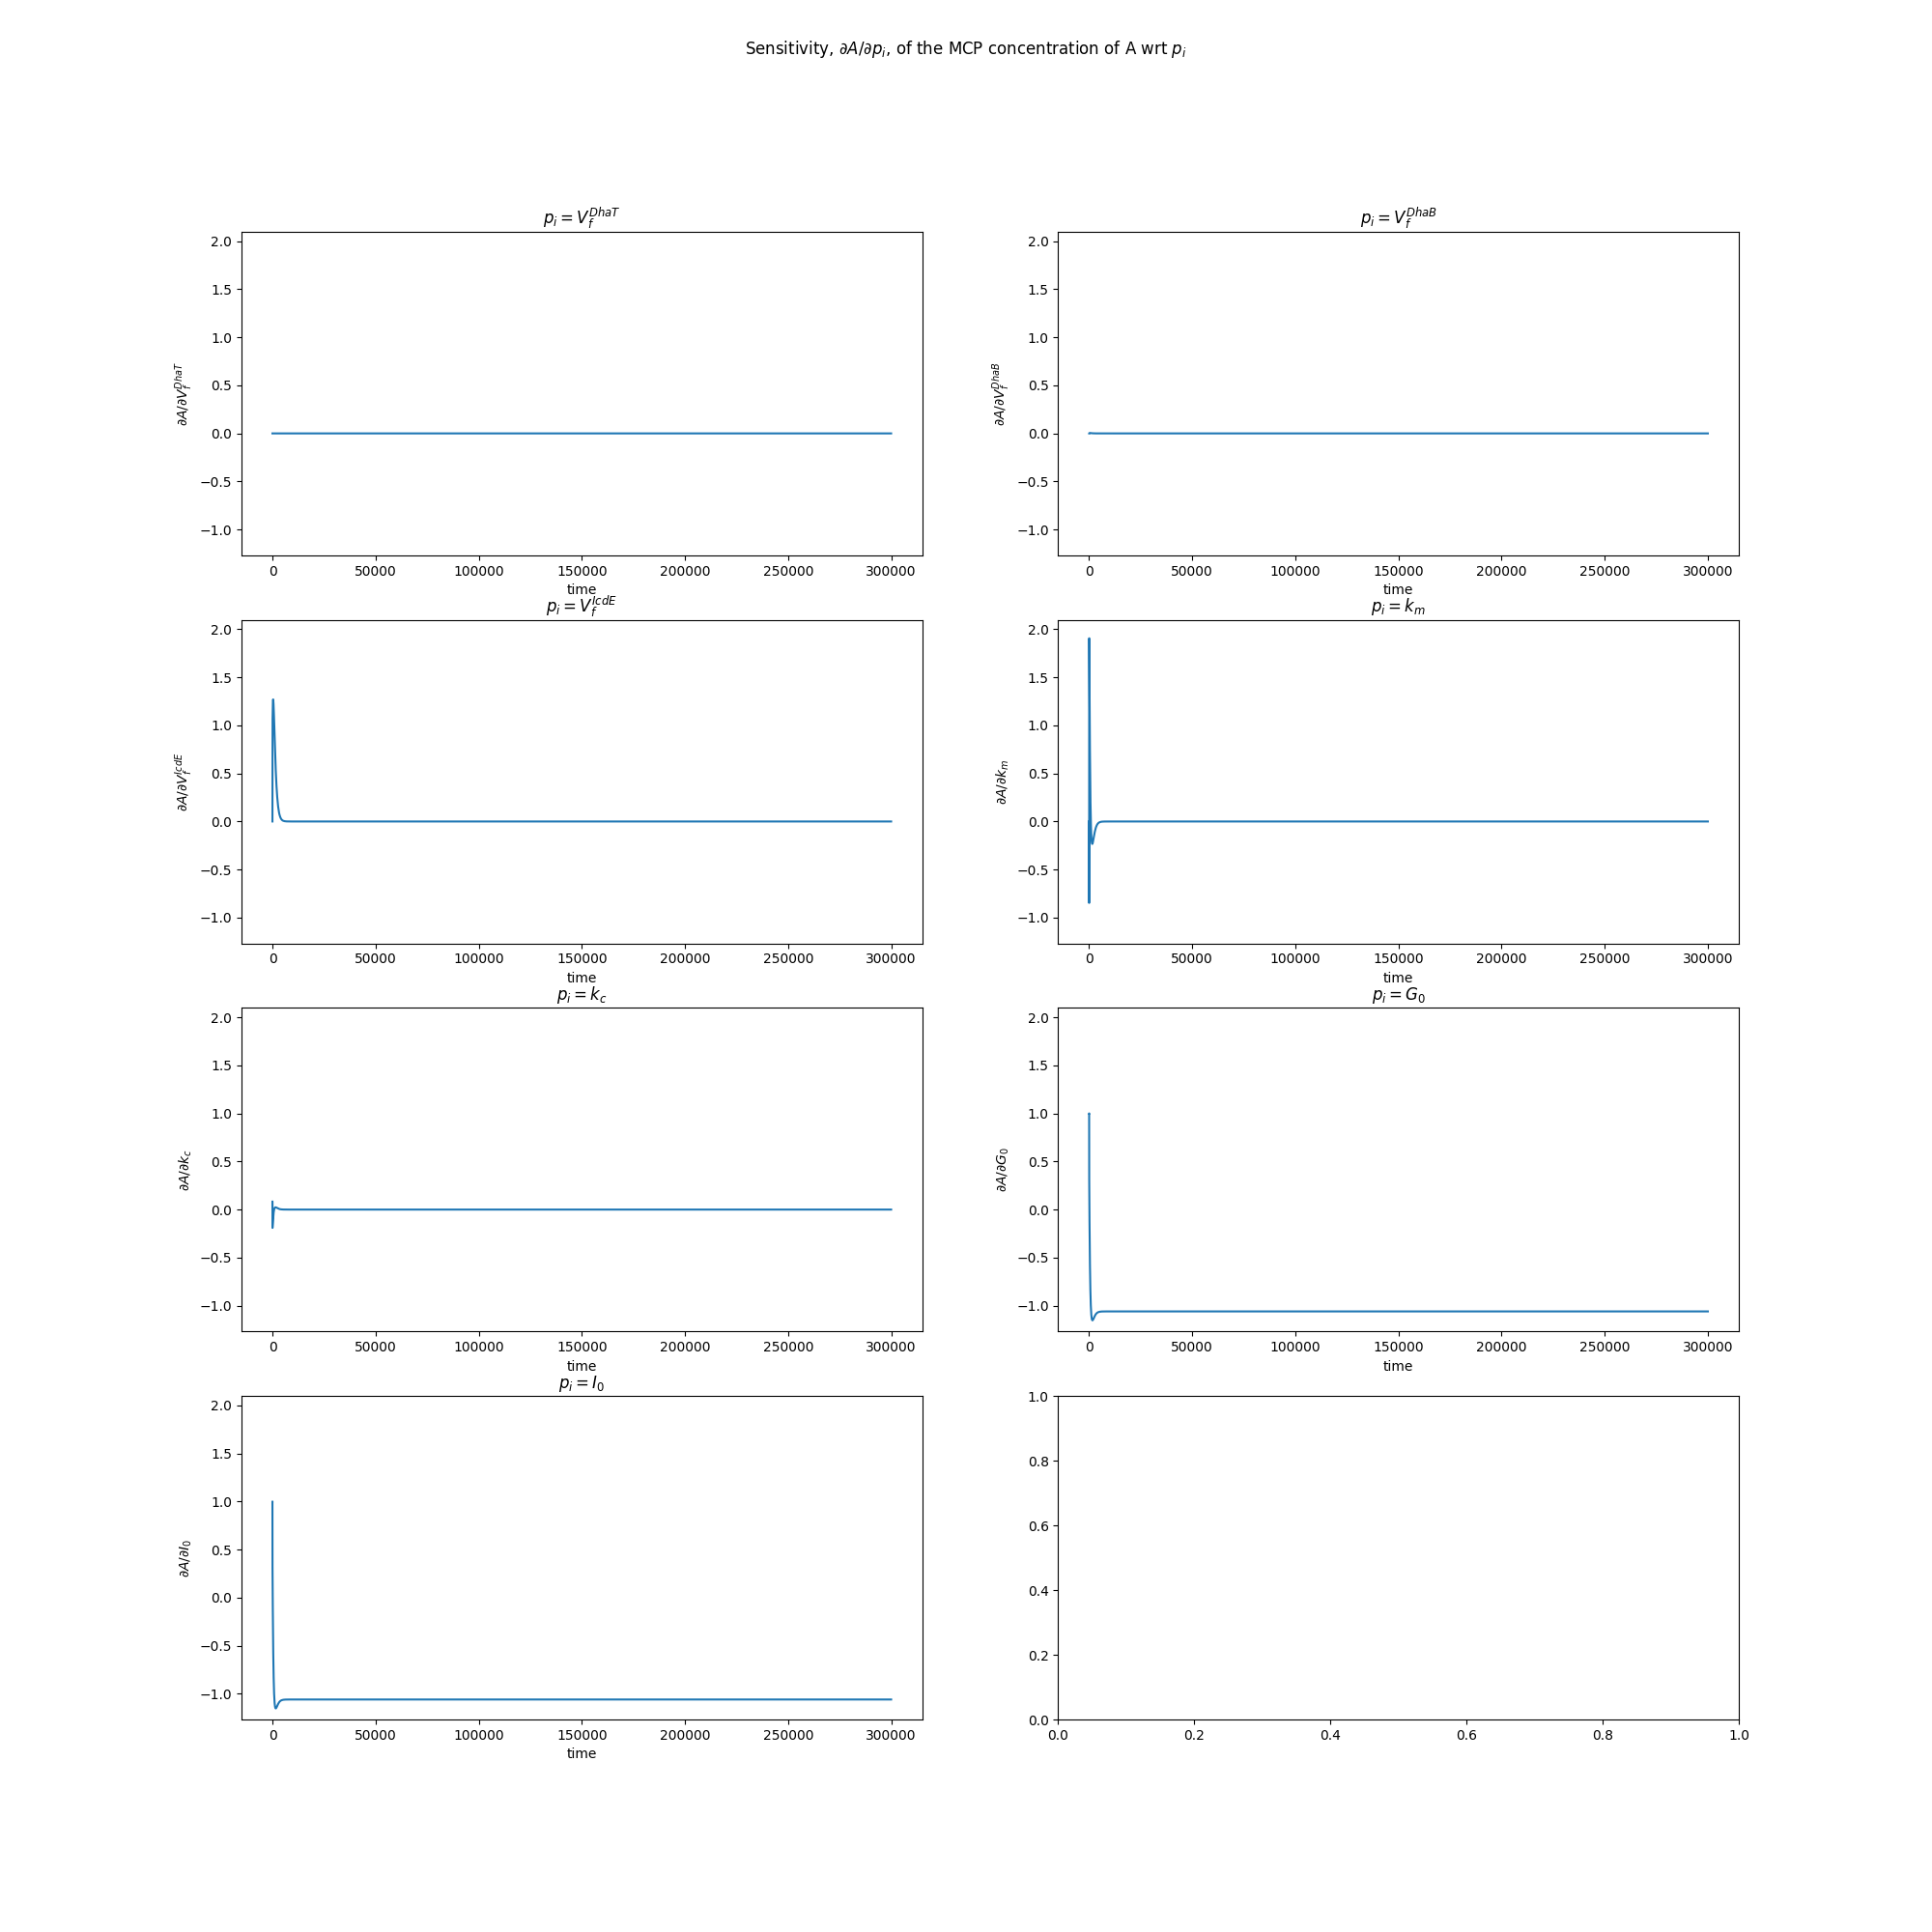 Sensitivity, ∂A/∂p_i, of the MCP concentration of A wrt p_i
p_i = V_f^{DhaT}
2.0
1.5
1.0
0.5
0.0
−0.5
−1.0
∂A/∂V_f^{DhaT}
0 50000 100000 150000 200000 250000 300000
time
p_i = V_f^{DhaB}
2.0
1.5
1.0
0.5
0.0
−0.5
−1.0
∂A/∂V_f^{DhaB}
0 50000 100000 150000 200000 250000 300000
time
p_i = V_f^{IcdE}
2.0
1.5
1.0
0.5
0.0
−0.5
−1.0
∂A/∂V_f^{IcdE}
0 50000 100000 150000 200000 250000 300000
time
p_i = k_m
2.0
1.5
1.0
0.5
0.0
−0.5
−1.0
∂A/∂k_m
0 50000 100000 150000 200000 250000 300000
time
p_i = k_c
2.0
1.5
1.0
0.5
0.0
−0.5
−1.0
∂A/∂k_c
0 50000 100000 150000 200000 250000 300000
time
p_i = G_0
2.0
1.5
1.0
0.5
0.0
−0.5
−1.0
∂A/∂G_0
0 50000 100000 150000 200000 250000 300000
time
p_i = I_0
2.0
1.5
1.0
0.5
0.0
−0.5
−1.0
∂A/∂I_0
0 50000 100000 150000 200000 250000 300000
time
1.0
0.8
0.6
0.4
0.2
0.0
0.0 0.2 0.4 0.6 0.8 1.0